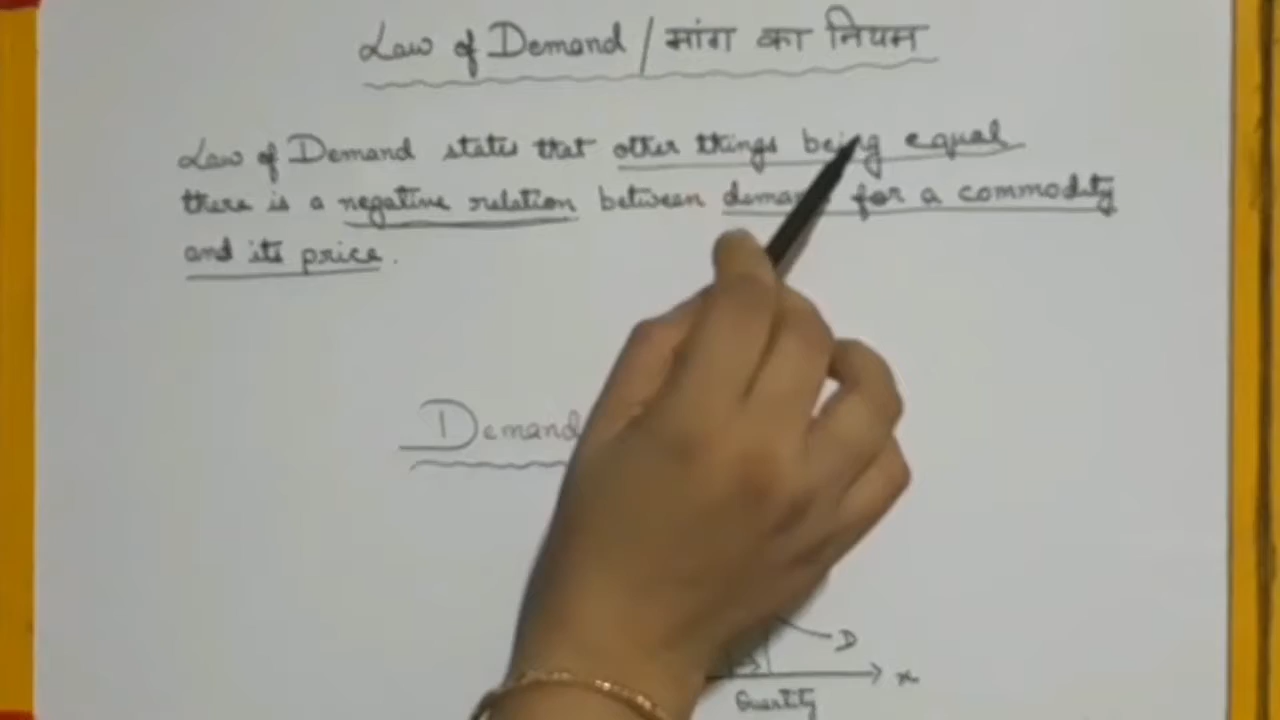 Law of Demand / मांग का नियम
Law of Demand states that other things being equal
there is a negative relation between demand for a commodity
and its price.
Demand
D
x
Quantity